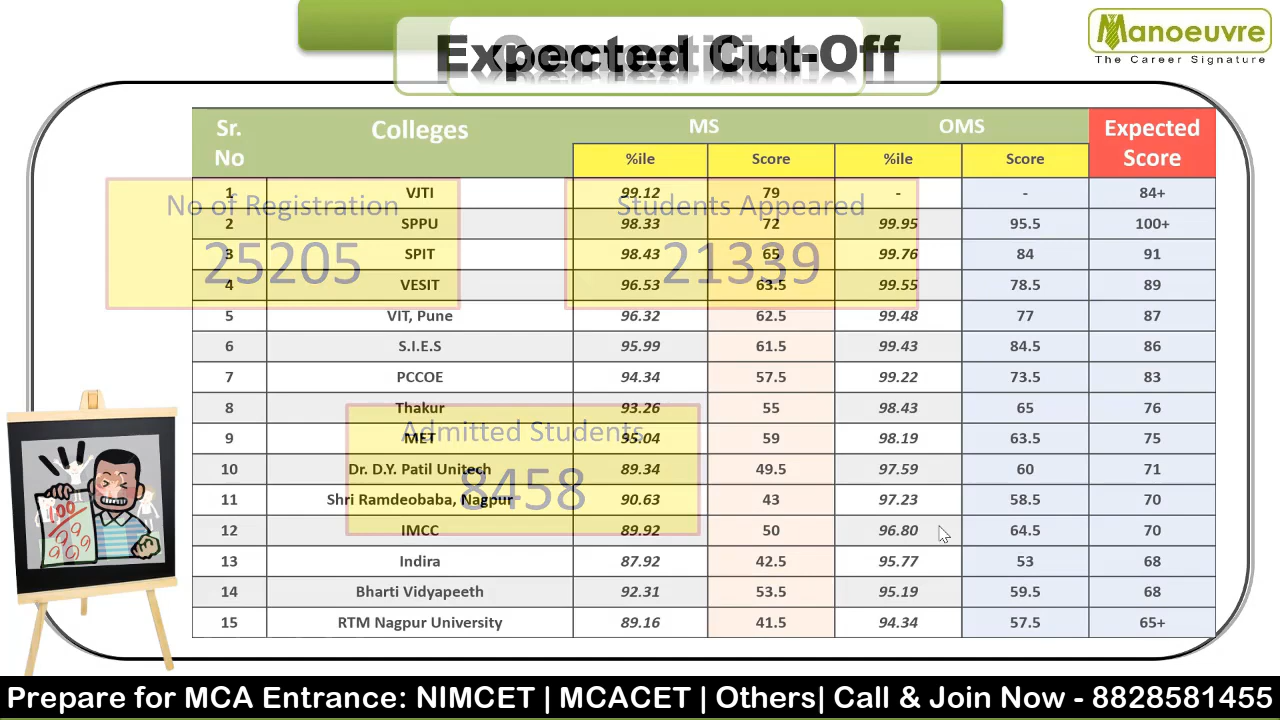 Expected Cut-Off
Manoeuvre
The Career Signature
Sr. No Colleges MS OMS Expected Score
%ile Score %ile Score
1 VJTI 99.12 79 - - 84+
2 SPPU 98.33 72 99.95 95.5 100+
3 SPIT 98.43 65 99.76 84 91
4 VESIT 96.53 63.5 99.55 78.5 89
5 VIT, Pune 96.32 62.5 99.48 77 87
6 S.I.E.S 95.99 61.5 99.43 84.5 86
7 PCCOE 94.34 57.5 99.22 73.5 83
8 Thakur 93.26 55 98.43 65 76
9 MET 95.04 59 98.19 63.5 75
10 Dr. D.Y. Patil Unitech 89.34 49.5 97.59 60 71
11 Shri Ramdeobaba, Nagpur 90.63 43 97.23 58.5 70
12 IMCC 89.92 50 96.80 64.5 70
13 Indira 87.92 42.5 95.77 53 68
14 Bharti Vidyapeeth 92.31 53.5 95.19 59.5 68
15 RTM Nagpur University 89.16 41.5 94.34 57.5 65+
No of Registration
25205
Students Appeared
21339
Admitted Students
8458
100
Prepare for MCA Entrance: NIMCET | MCACET | Others| Call & Join Now - 8828581455